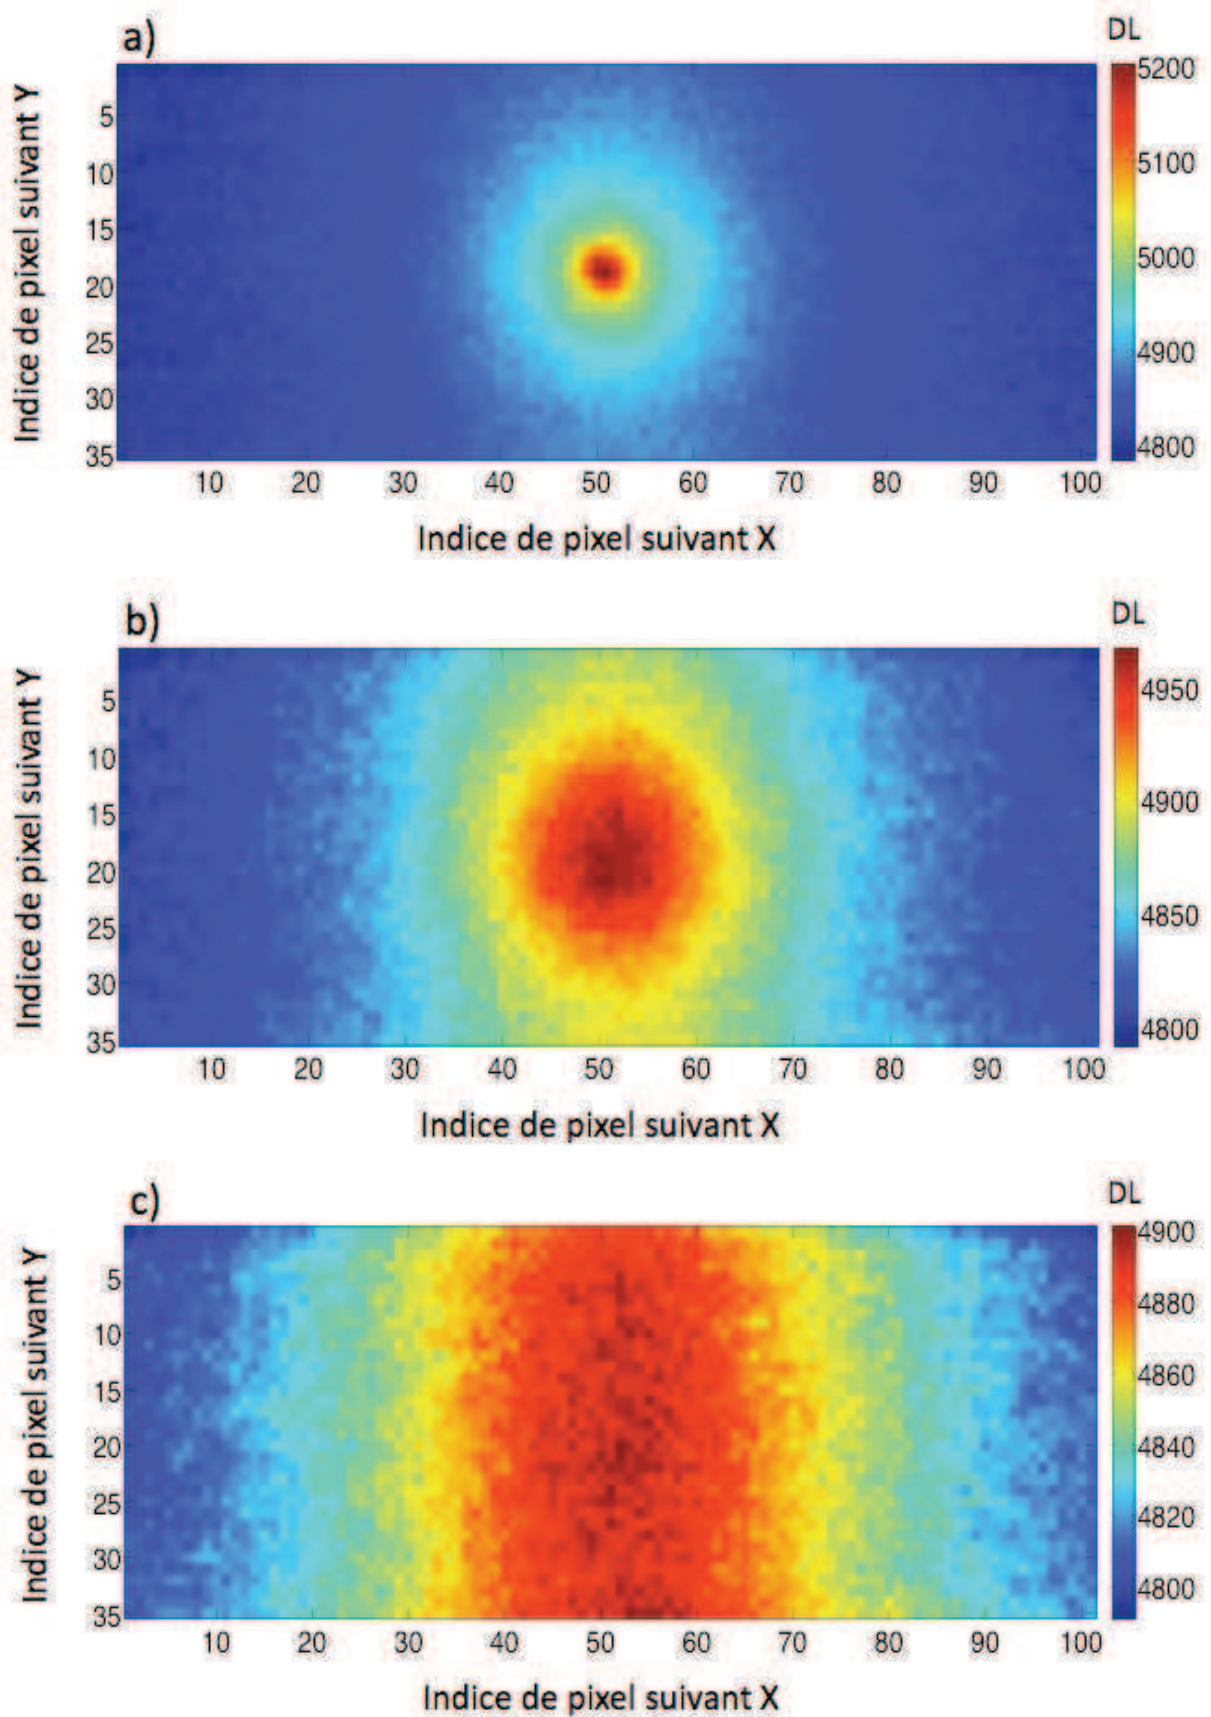 a)
DL
Indice de pixel suivant Y
5
10
15
20
25
30
35
5200
5100
5000
4900
4800
10 20 30 40 50 60 70 80 90 100
Indice de pixel suivant X
b)
DL
Indice de pixel suivant Y
5
10
15
20
25
30
35
4950
4900
4850
4800
10 20 30 40 50 60 70 80 90 100
Indice de pixel suivant X
c)
DL
Indice de pixel suivant Y
5
10
15
20
25
30
35
4900
4880
4860
4840
4820
4800
10 20 30 40 50 60 70 80 90 100
Indice de pixel suivant X